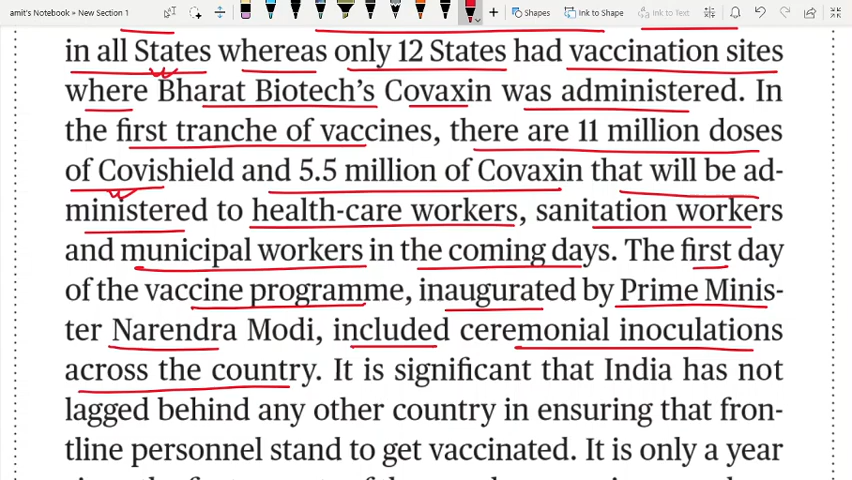 amit's Notebook » New Section 1
Shapes
Ink to Shape
Ink to Text
in all States whereas only 12 States had vaccination sites
where Bharat Biotech's Covaxin was administered. In
the first tranche of vaccines, there are 11 million doses
of Covishield and 5.5 million of Covaxin that will be ad-
ministered to health-care workers, sanitation workers
and municipal workers in the coming days. The first day
of the vaccine programme, inaugurated by Prime Minis-
ter Narendra Modi, included ceremonial inoculations
across the country. It is significant that India has not
lagged behind any other country in ensuring that fron-
tline personnel stand to get vaccinated. It is only a year